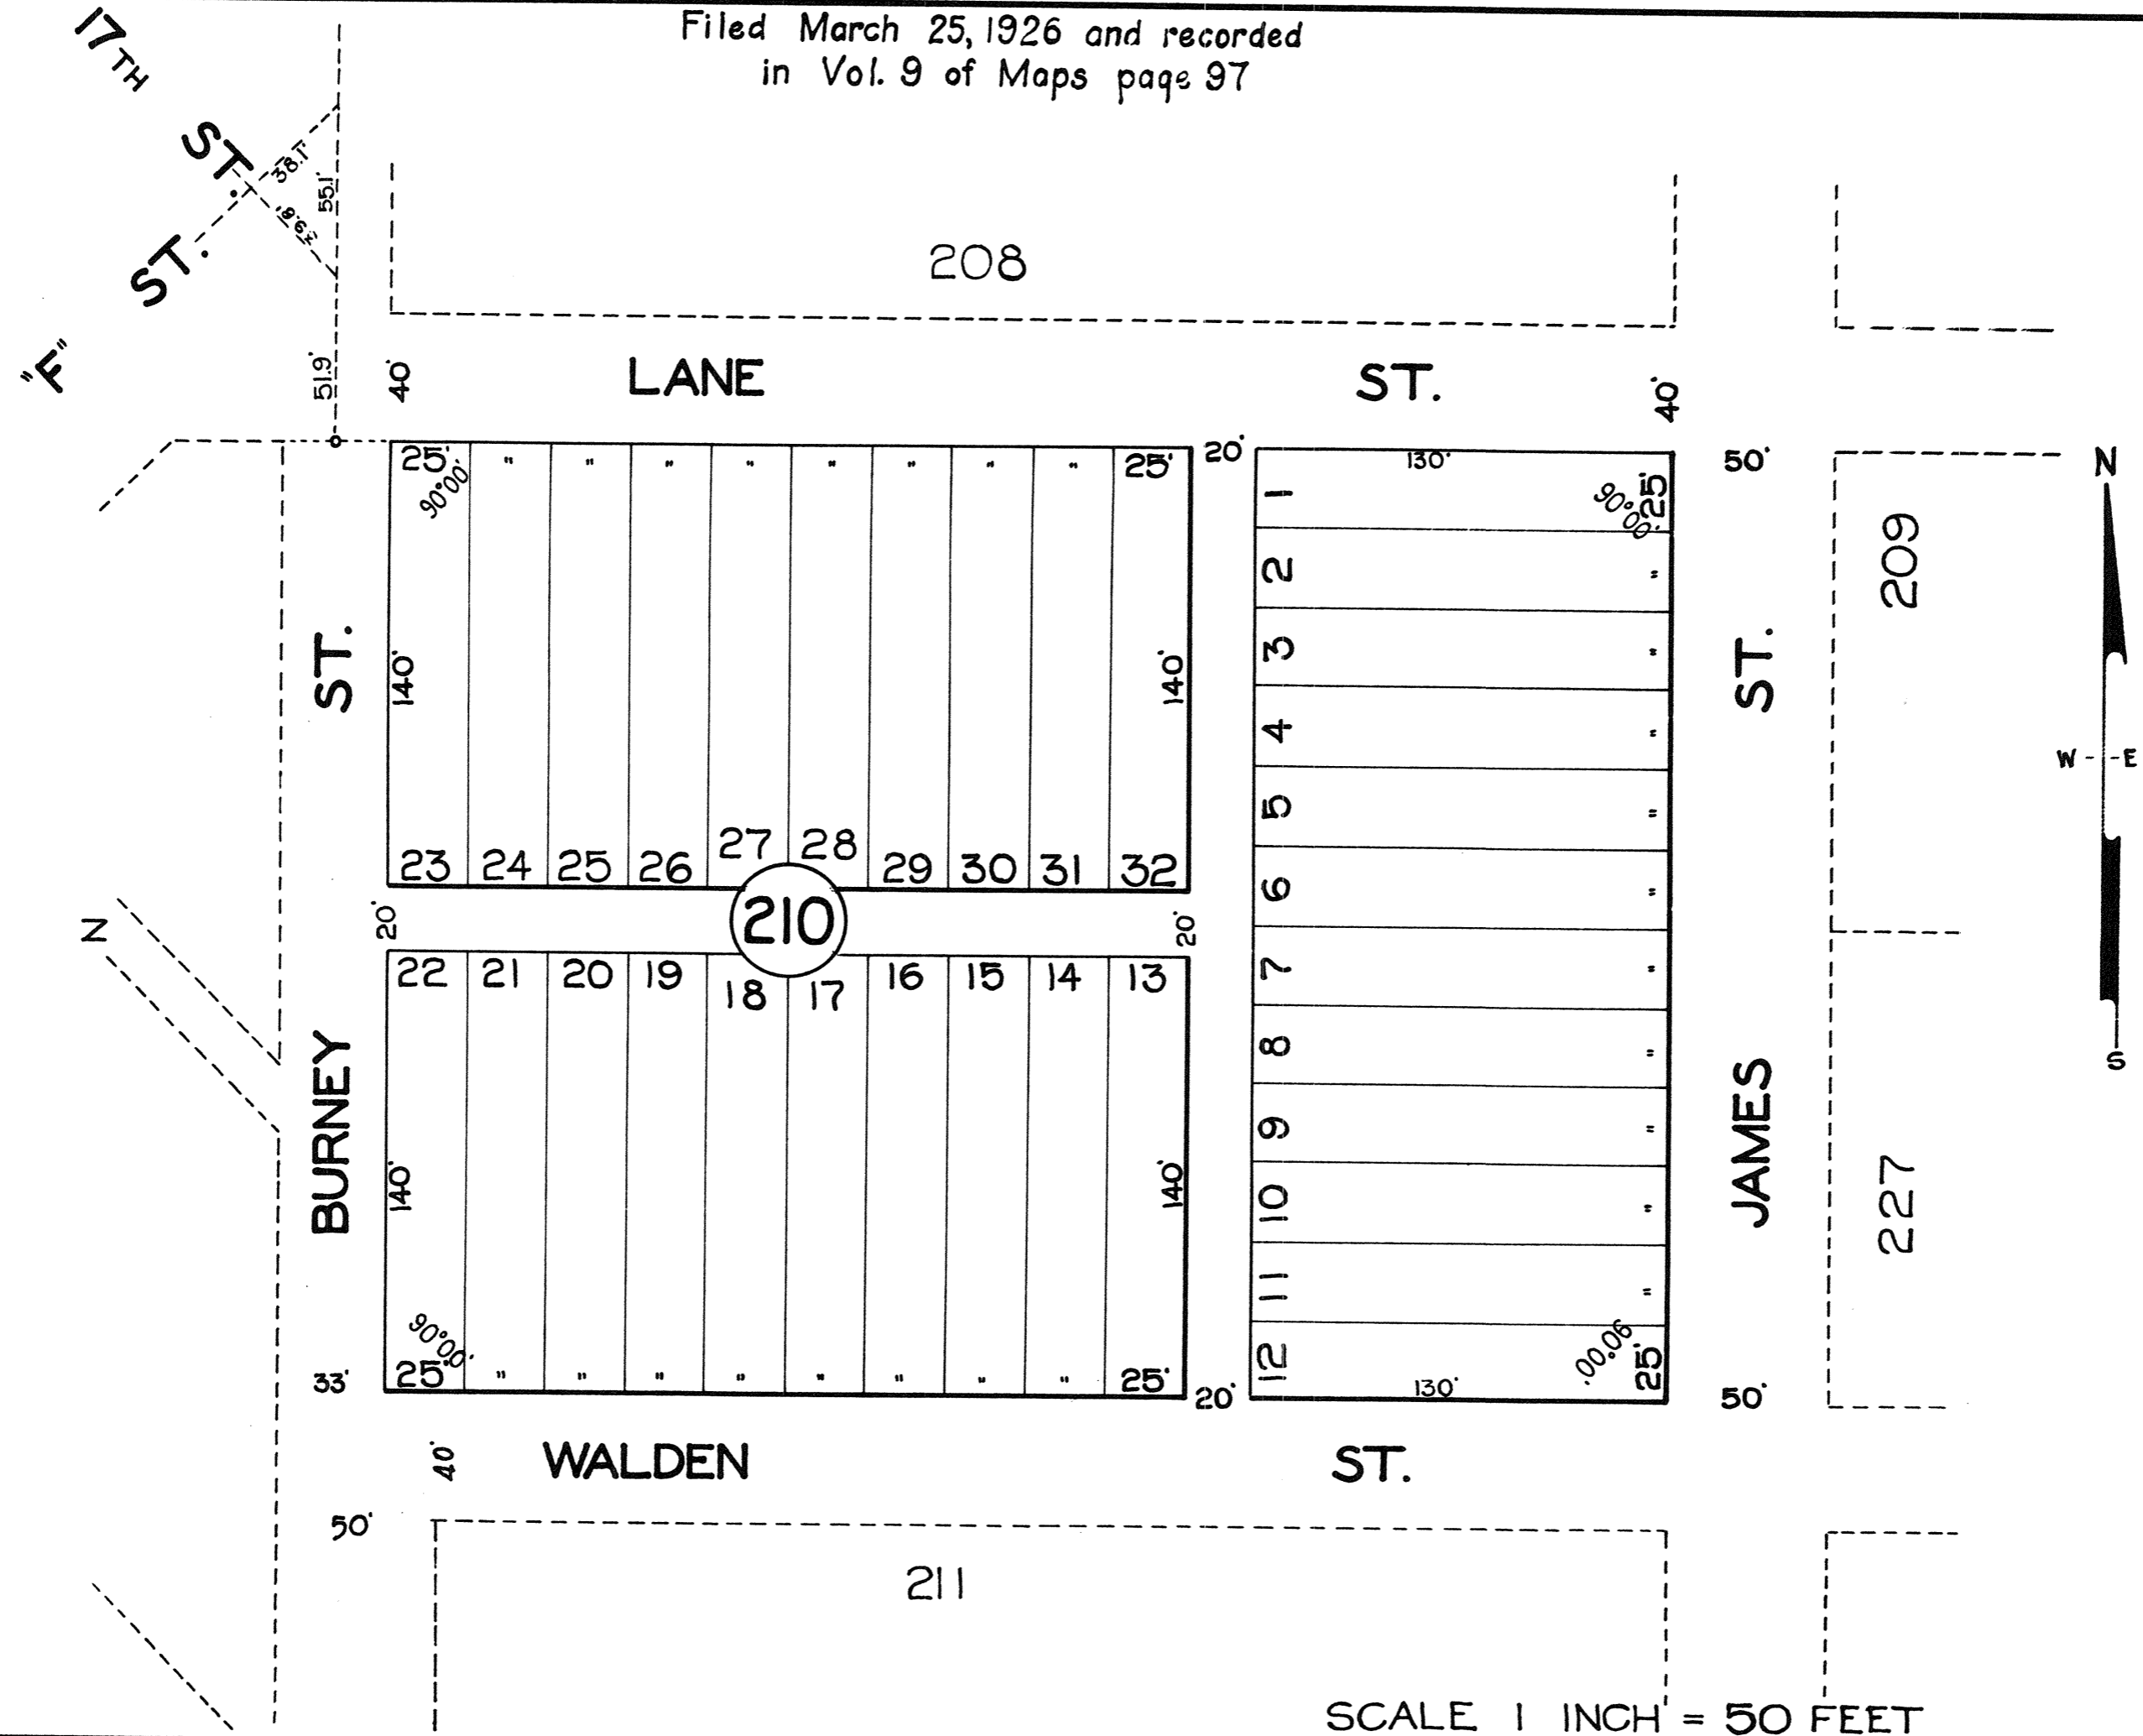 Filed March 25, 1926 and recorded
in Vol. 9 of Maps page 97
17TH ST.
"F" ST.
38.1'
29.8'
55.1'
51.9'
208
40'
LANE ST.
40'
25' " " " " " " " " 25'
90°00'
20'
130'
25'
90°00'
50'
N
W - - E
S
209
BURNEY ST.
140'
140'
23 24 25 26 27 28 29 30 31 32
20'
210
20'
N
22 21 20 19 18 17 16 15 14 13
140'
140'
90°00'
33'
25' " " " " " " " " 25'
20'
1
2 "
3 "
4 "
5 "
6 "
7 "
8 "
9 "
10 "
11 "
12
130'
90°00'
25'
50'
JAMES ST.
227
40'
WALDEN ST.
50'
211
SCALE 1 INCH = 50 FEET